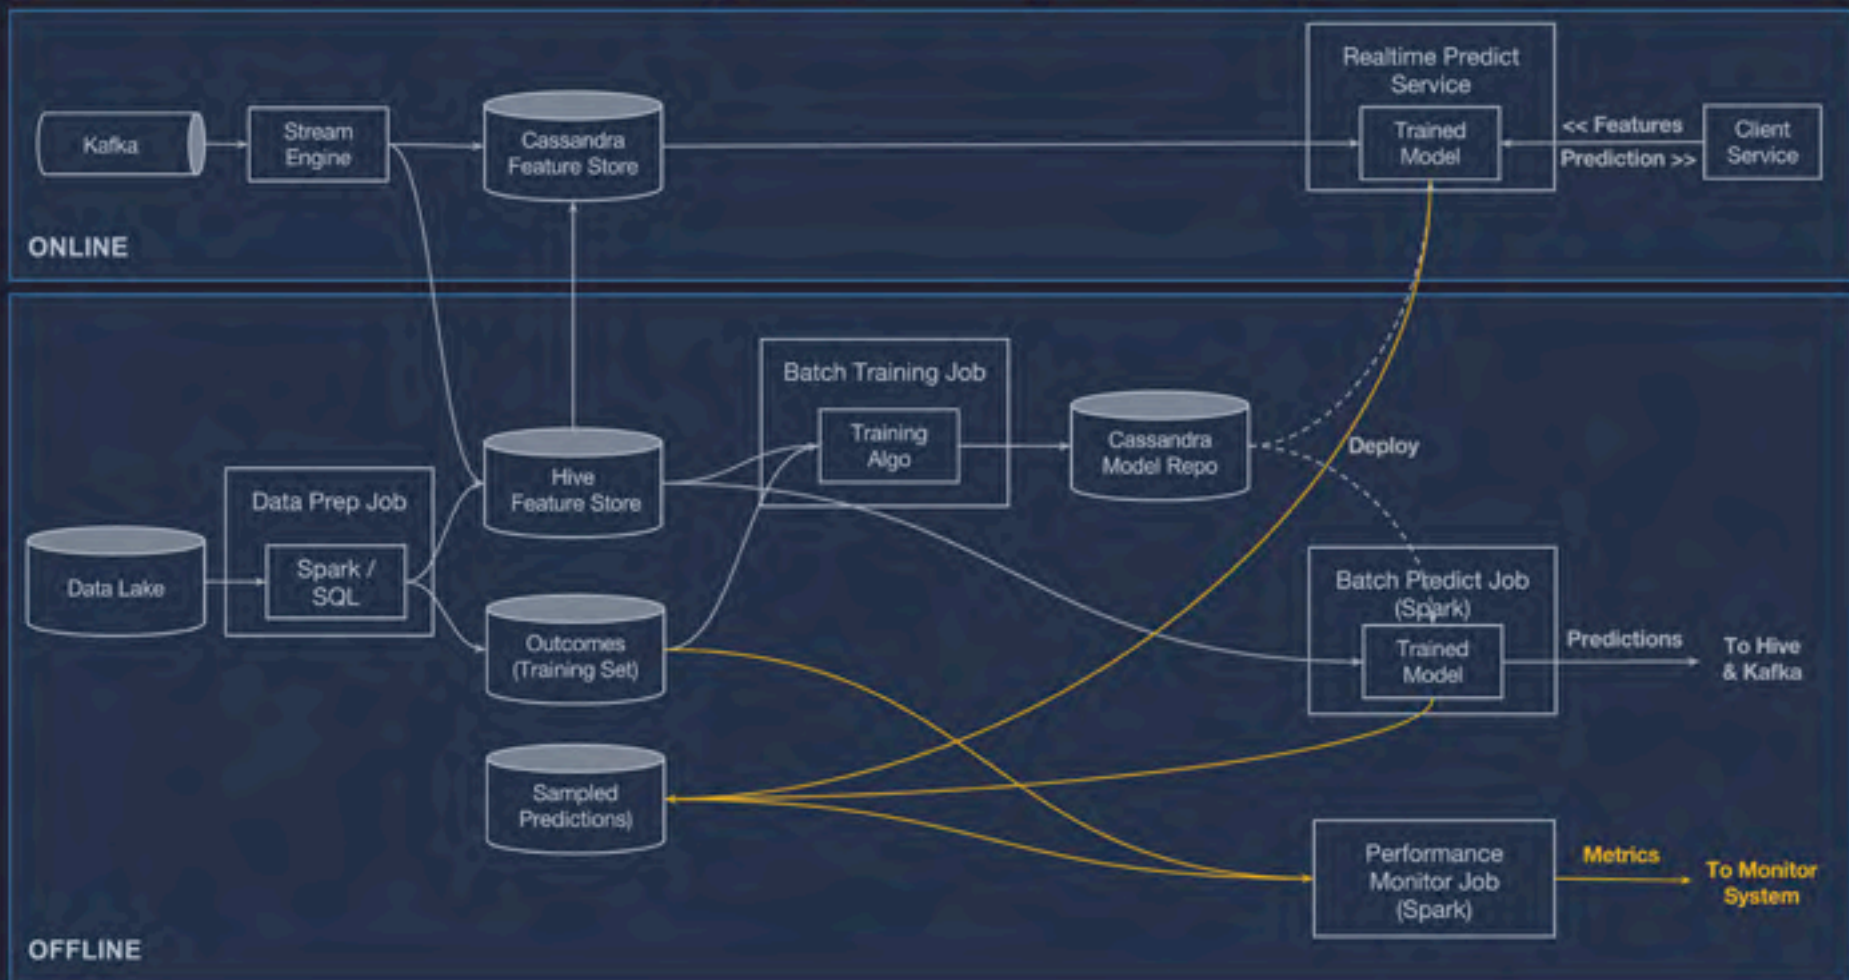 Realtime Predict
Service
Kafka
Stream
Engine
Cassandra
Feature Store
Trained
Model
<< Features
Prediction >>
Client
Service
ONLINE
Batch Training Job
Training
Algo
Cassandra
Model Repo
Deploy
Hive
Feature Store
Data Prep Job
Spark /
SQL
Data Lake
Outcomes
(Training Set)
Batch Predict Job
(Spark)
Trained
Model
Predictions
To Hive
& Kafka
Sampled
Predictions)
Performance
Monitor Job
(Spark)
Metrics
To Monitor
System
OFFLINE